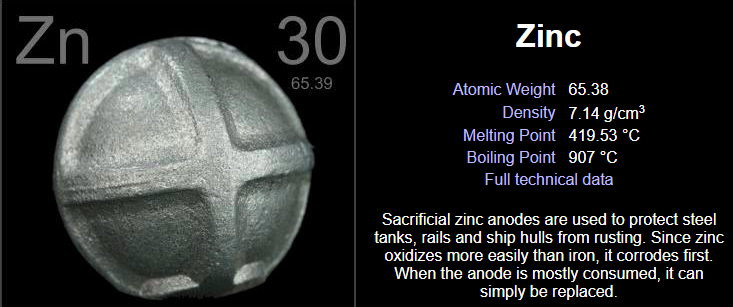 Zn
30
65.39
Zinc
Atomic Weight 65.38
Density 7.14 g/cm³
Melting Point 419.53 °C
Boiling Point 907 °C
Full technical data
Sacrificial zinc anodes are used to protect steel
tanks, rails and ship hulls from rusting. Since zinc
oxidizes more easily than iron, it corrodes first.
When the anode is mostly consumed, it can
simply be replaced.